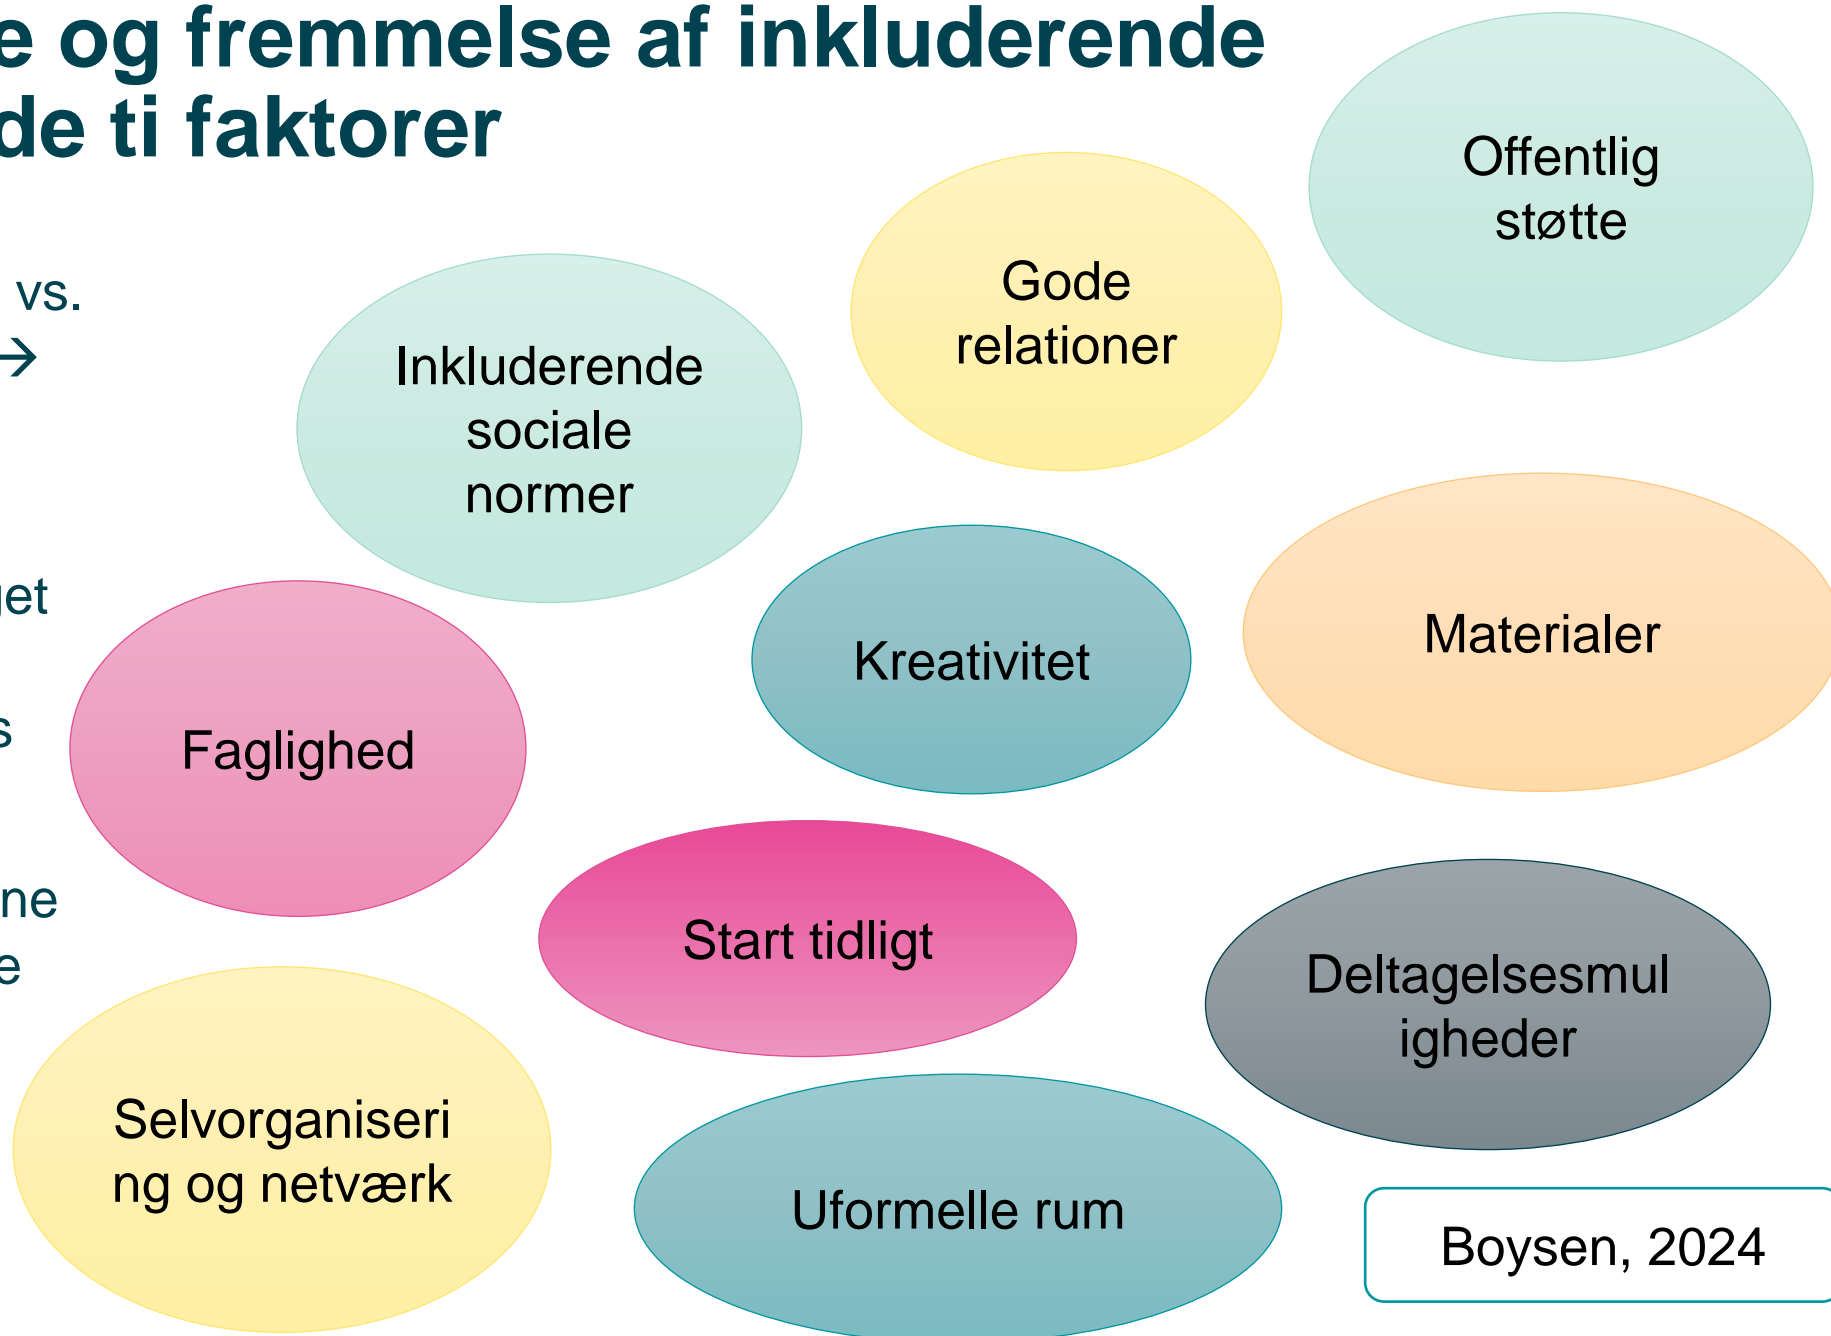 e og fremmelse af inkluderende
de ti faktorer
vs.
→
get
s
ne
e
Offentlig
støtte
Gode
relationer
Inkluderende
sociale
normer
Kreativitet
Materialer
Faglighed
Start tidligt
Deltagelsesmul
igheder
Selvorganiseri
ng og netværk
Uformelle rum
Boysen, 2024